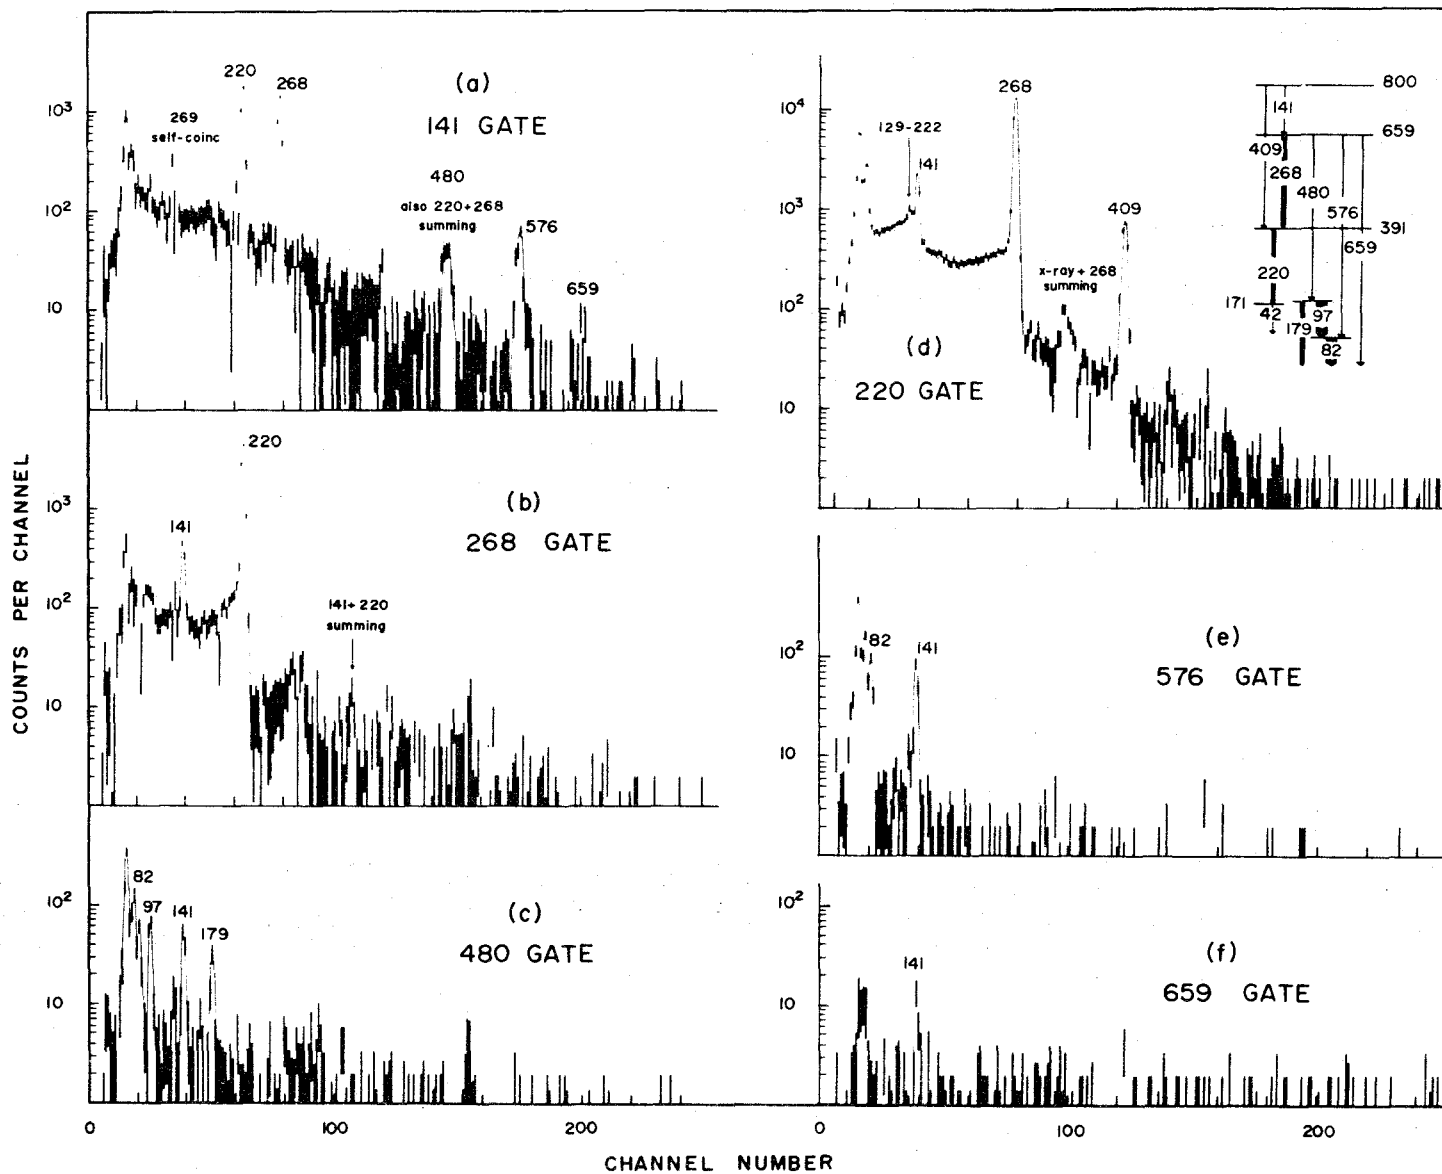 COUNTS PER CHANNEL
(a)
141 GATE
10³
10²
10
220
268
269
self-coinc
480
also 220+268
summing
576
659
(b)
268 GATE
10³
10²
10
220
141
141+ 220
summing
(c)
480 GATE
10²
10
82
97
141
179
0 100 200
(d)
220 GATE
10⁴
10³
10²
10
129-222
141
268
x-ray + 268
summing
409
800
141
659
409
268
480
576
391
659
220
171
42
179
97
82
(e)
576 GATE
10²
10
82
141
(f)
659 GATE
10²
10
141
0 100 200
CHANNEL NUMBER